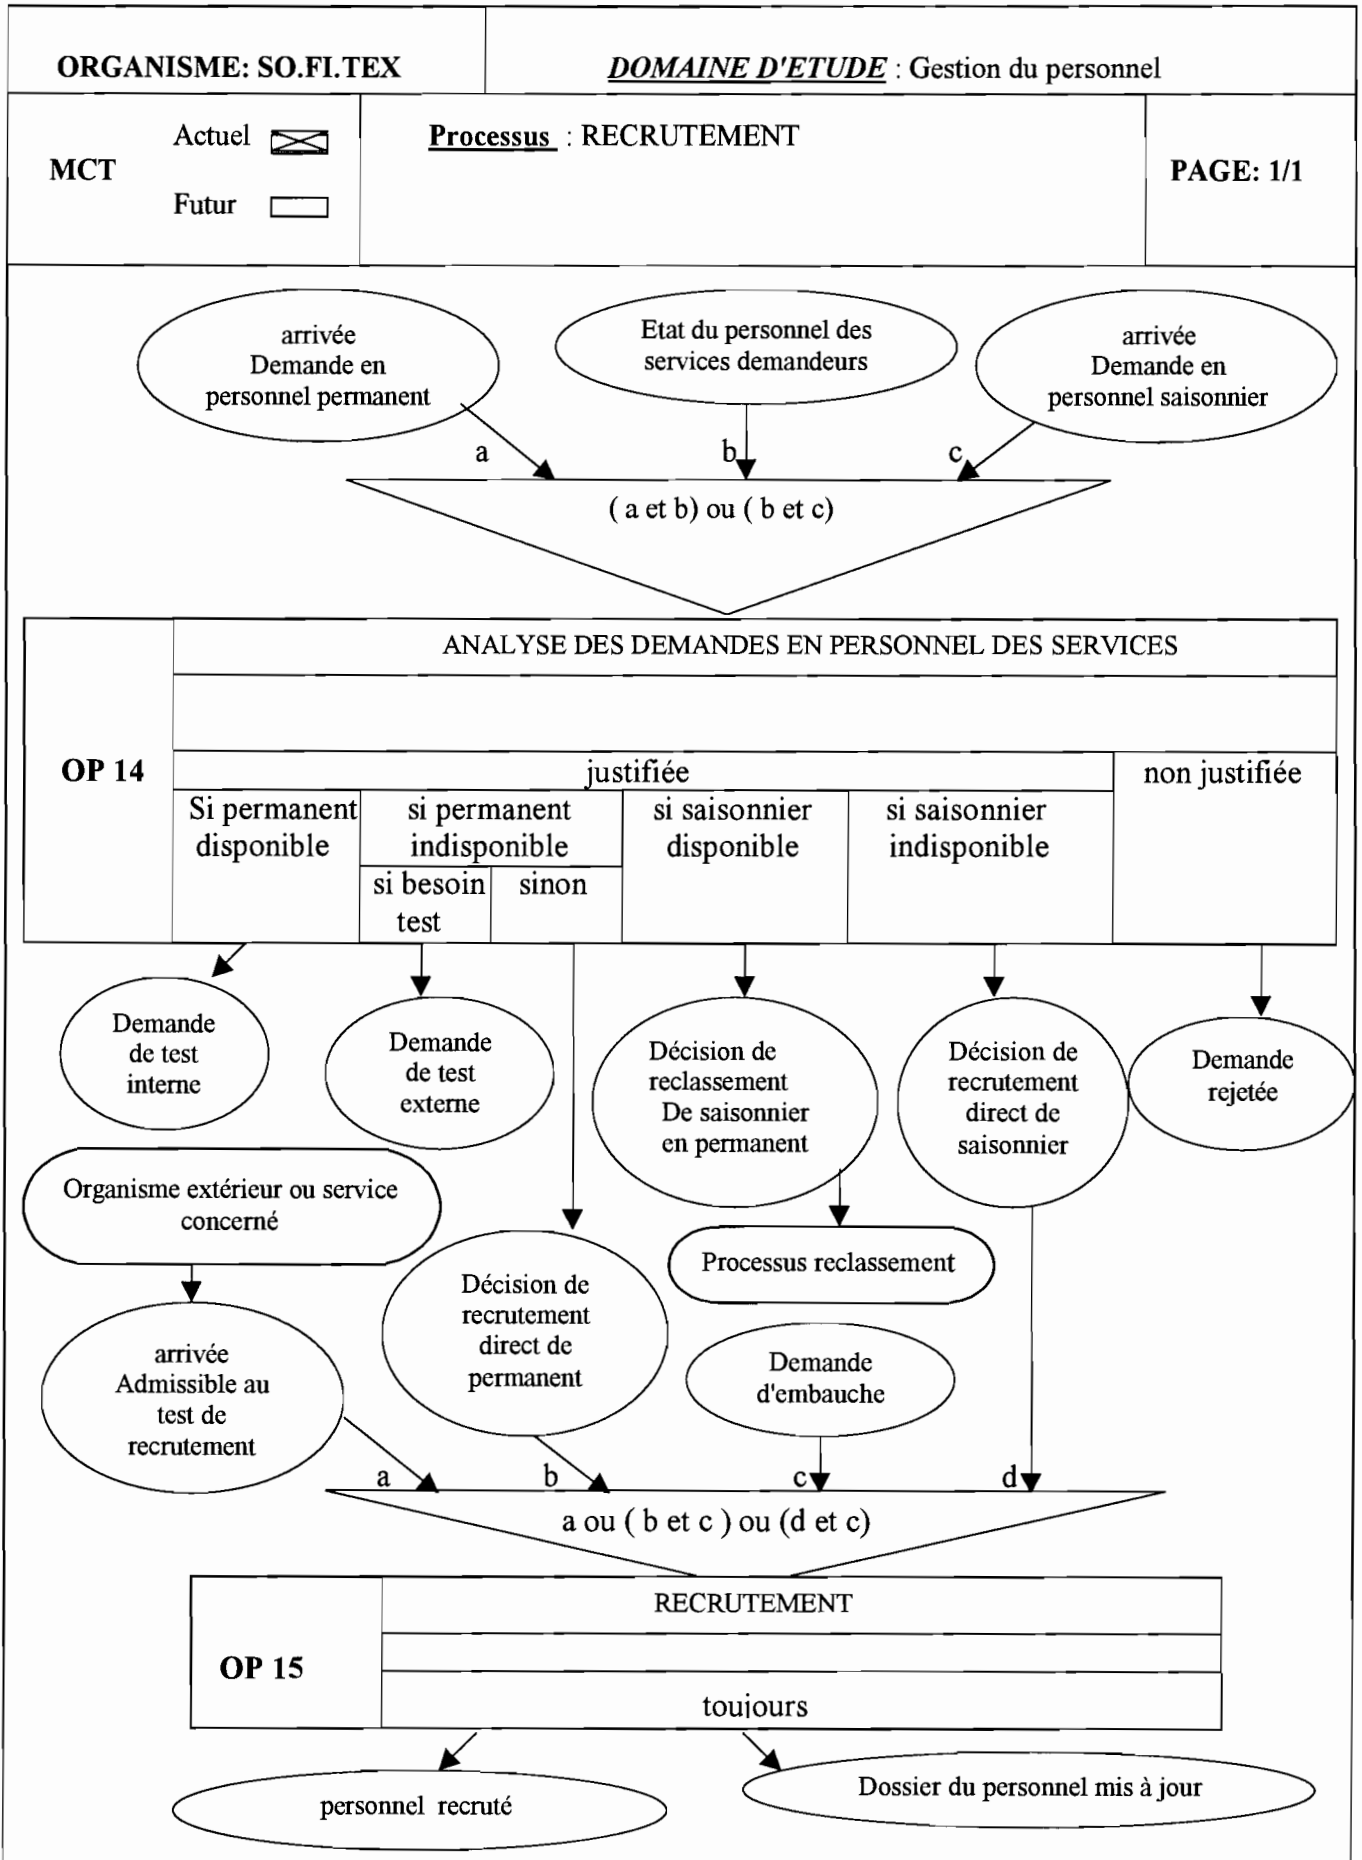 ORGANISME: SO.FI.TEX
DOMAINE D'ETUDE : Gestion du personnel
MCT
Actuel
Futur
Processus : RECRUTEMENT
PAGE: 1/1
arrivée
Demande en
personnel permanent
Etat du personnel des
services demandeurs
arrivée
Demande en
personnel saisonnier
a
b
c
( a et b) ou ( b et c)
OP 14
ANALYSE DES DEMANDES EN PERSONNEL DES SERVICES
justifiée
non justifiée
Si permanent
disponible
si permanent
indisponible
si saisonnier
disponible
si saisonnier
indisponible
si besoin
test
sinon
Demande
de test
interne
Demande
de test
externe
Décision de
reclassement
De saisonnier
en permanent
Décision de
recrutement
direct de
saisonnier
Demande
rejetée
Organisme extérieur ou service
concerné
Processus reclassement
Décision de
recrutement
direct de
permanent
arrivée
Admissible au
test de
recrutement
Demande
d'embauche
a
b
c
d
a ou ( b et c ) ou (d et c)
OP 15
RECRUTEMENT
toujours
personnel recruté
Dossier du personnel mis à jour